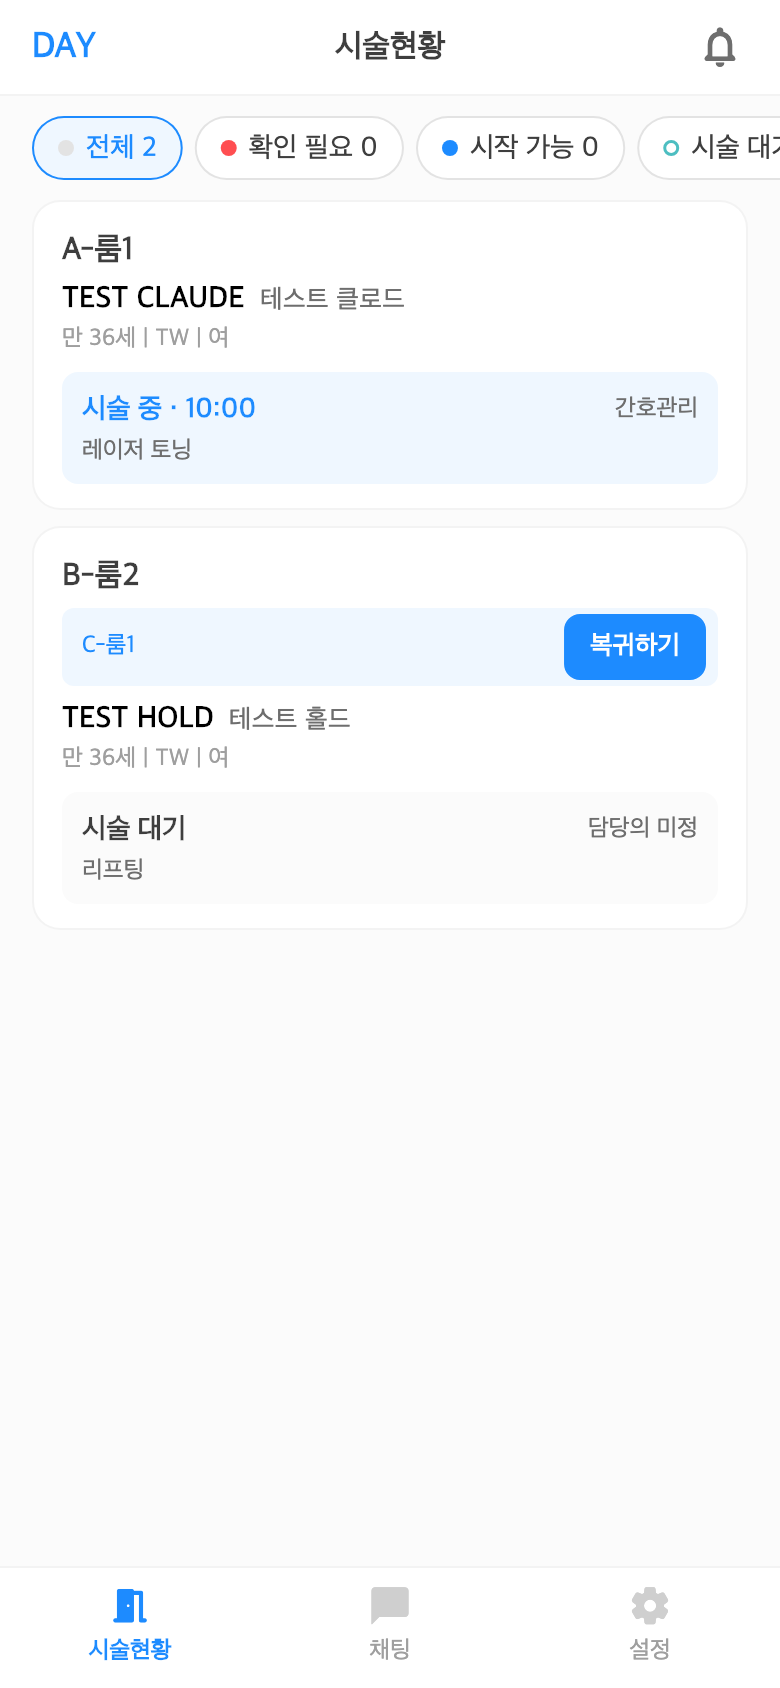 DAY
시술현황
전체 2
확인 필요 0
시작 가능 0
시술
A-룸1
TEST CLAUDE 테스트 클로드
만 36세 | TW | 여
시술 중 · 10:00
간호관리
레이저 토닝
B-룸2
C-룸1
복귀하기
TEST HOLD 테스트 홀드
만 36세 | TW | 여
시술 대기
담당의 미정
리프팅
시술현황
채팅
설정